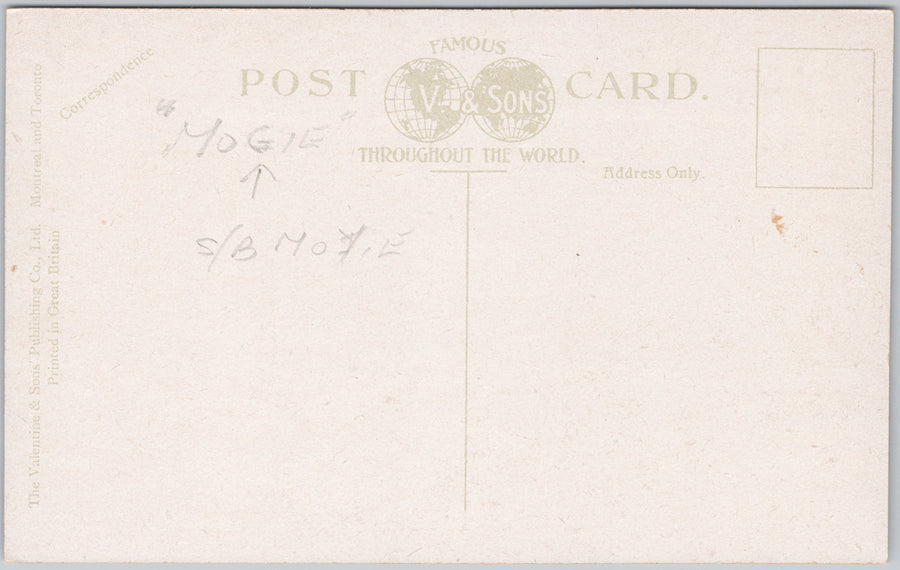 FAMOUS
POST V. & SONS CARD.
THROUGHOUT THE WORLD.
Correspondence
Address Only.
"MOGIE"
↑
S/B MOXIE
The Valentine & Sons' Publishing Co., Ltd. Montreal and Toronto
Printed in Great Britain